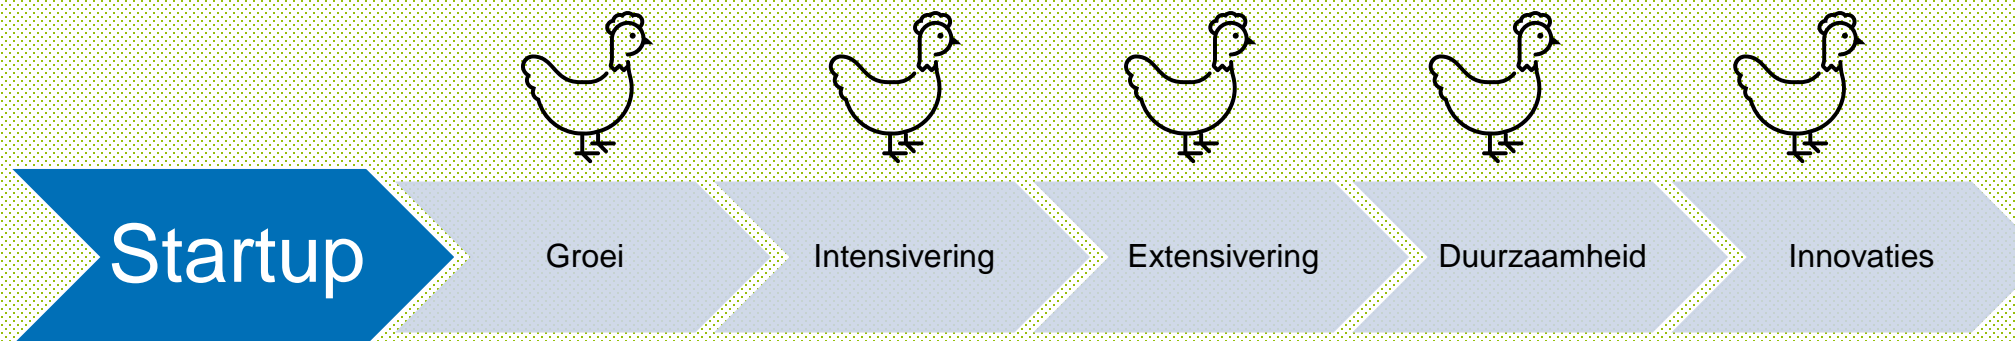 Startup
Groei
Intensivering
Extensivering
Duurzaamheid
Innovaties